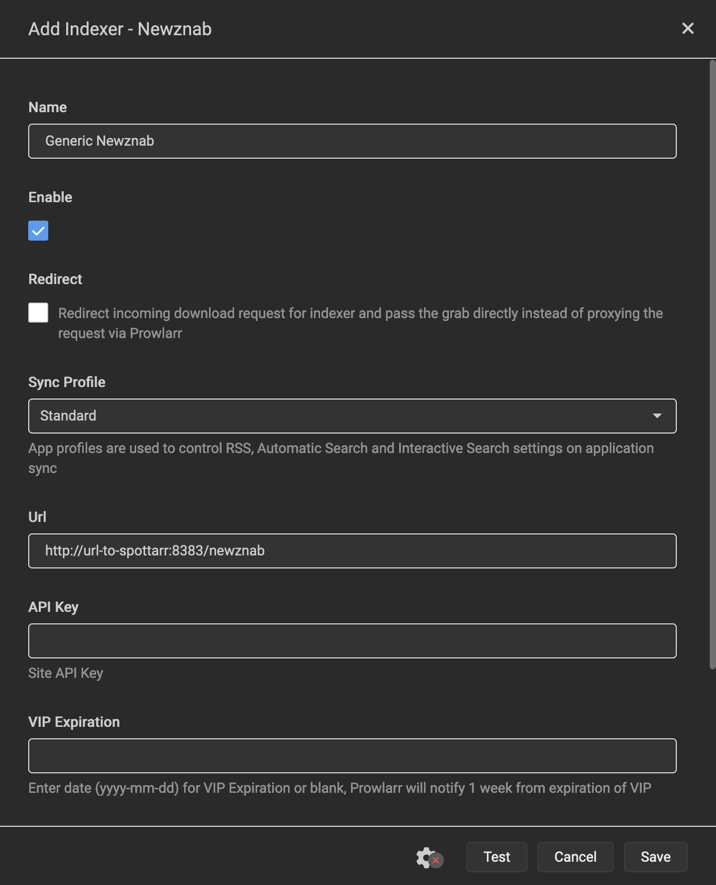 Add Indexer - Newznab
Name
Generic Newznab
Enable
Redirect
Redirect incoming download request for indexer and pass the grab directly instead of proxying the
request via Prowlarr
Sync Profile
Standard
App profiles are used to control RSS, Automatic Search and Interactive Search settings on application
sync
Url
http://url-to-spottarr:8383/newznab
API Key
Site API Key
VIP Expiration
Enter date (yyyy-mm-dd) for VIP Expiration or blank, Prowlarr will notify 1 week from expiration of VIP
Test
Cancel
Save